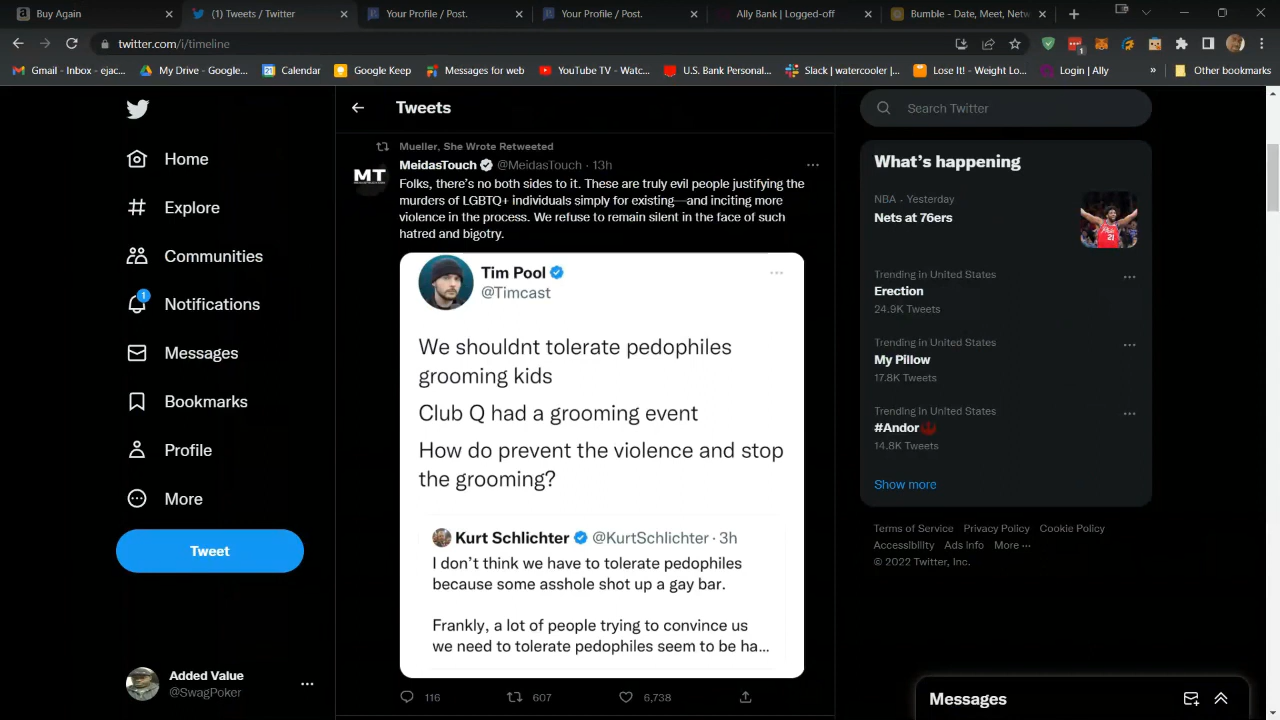 Buy Again
(1) Tweets / Twitter
Your Profile / Post.
Your Profile / Post.
Ally Bank | Logged-off
Bumble - Date, Meet, Netw
twitter.com/i/timeline
1
Gmail - Inbox - ejac...
My Drive - Google...
31
Calendar
Google Keep
Messages for web
YouTube TV - Watc...
U.S. Bank Personal...
Slack | watercooler |...
Lose It! - Weight Lo...
Login | Ally
»
Other bookmarks
Home
Explore
Communities
1
Notifications
Messages
Bookmarks
Profile
More
Tweet
Added Value
@SwagPoker
Tweets
Mueller, She Wrote Retweeted
MT
MeidasTouch @MeidasTouch · 13h
Folks, there's no both sides to it. These are truly evil people justifying the
murders of LGBTQ+ individuals simply for existing—and inciting more
violence in the process. We refuse to remain silent in the face of such
hatred and bigotry.
Tim Pool
@Timcast
We shouldnt tolerate pedophiles
grooming kids
Club Q had a grooming event
How do prevent the violence and stop
the grooming?
Kurt Schlichter @KurtSchlichter · 3h
I don't think we have to tolerate pedophiles
because some asshole shot up a gay bar.
Frankly, a lot of people trying to convince us
we need to tolerate pedophiles seem to be ha...
116
607
6,738
Search Twitter
What's happening
NBA · Yesterday
Nets at 76ers
21
Trending in United States
Erection
24.9K Tweets
Trending in United States
My Pillow
17.8K Tweets
Trending in United States
#Andor
14.8K Tweets
Show more
Terms of Service Privacy Policy Cookie Policy
Accessibility Ads Info More ···
© 2022 Twitter, Inc.
Messages